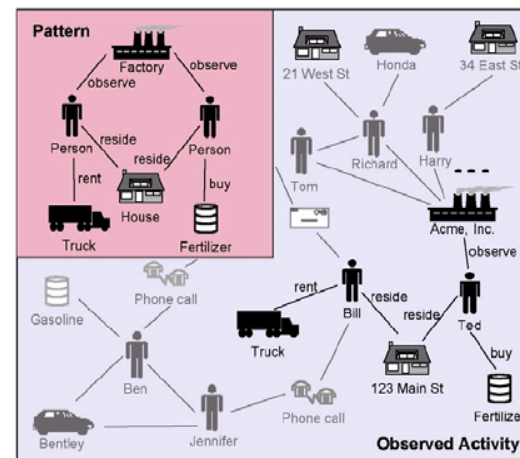 Pattern
Factory
observe
observe
Person
reside
reside
Person
rent
House
buy
Truck
Fertilizer
21 West St
Honda
34 East St
Tom
Richard
Harry
Acme, Inc.
observe
Phone call
Gasoline
rent
Bill
reside
reside
Ted
Truck
buy
Ben
123 Main St
Phone call
Fertilize
Bentley
Jennifer
Observed Activity